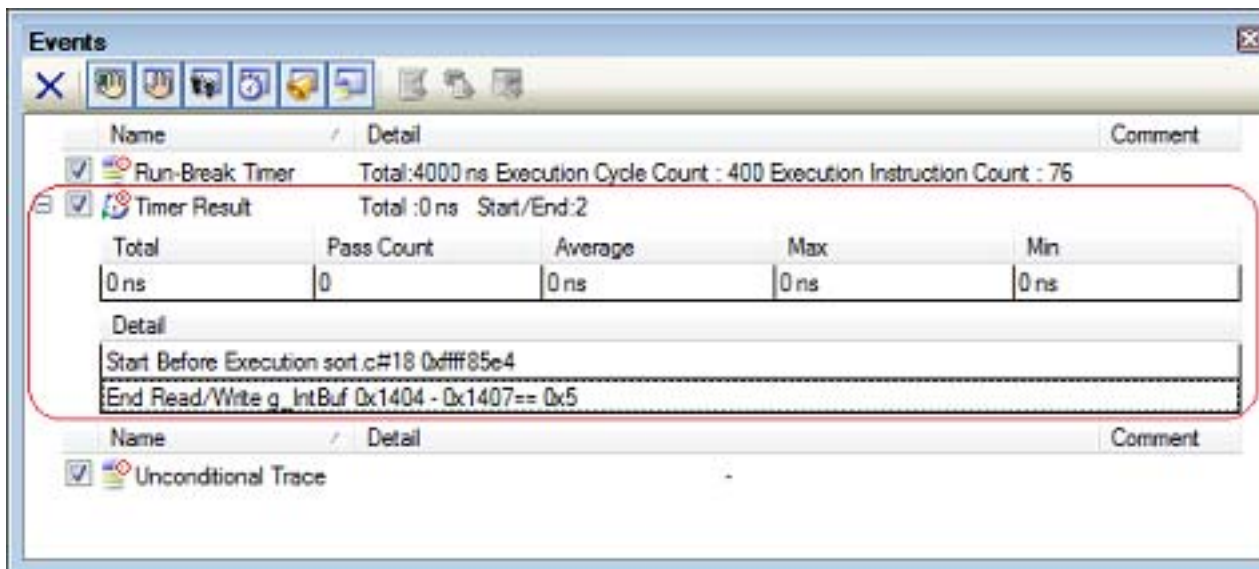 Events
Name / Detail Comment
Run-Break Timer Total:4000 ns Execution Cycle Count : 400 Execution Instruction Count : 76
Timer Result Total :0 ns Start/End:2
Total Pass Count Average Max Min
0 ns 0 0 ns 0 ns 0 ns
Detail
Start Before Execution sort.c#18 0xffff85e4
End Read/Write g_IntBuf 0x1404 - 0x1407== 0x5
Name / Detail Comment
Unconditional Trace -